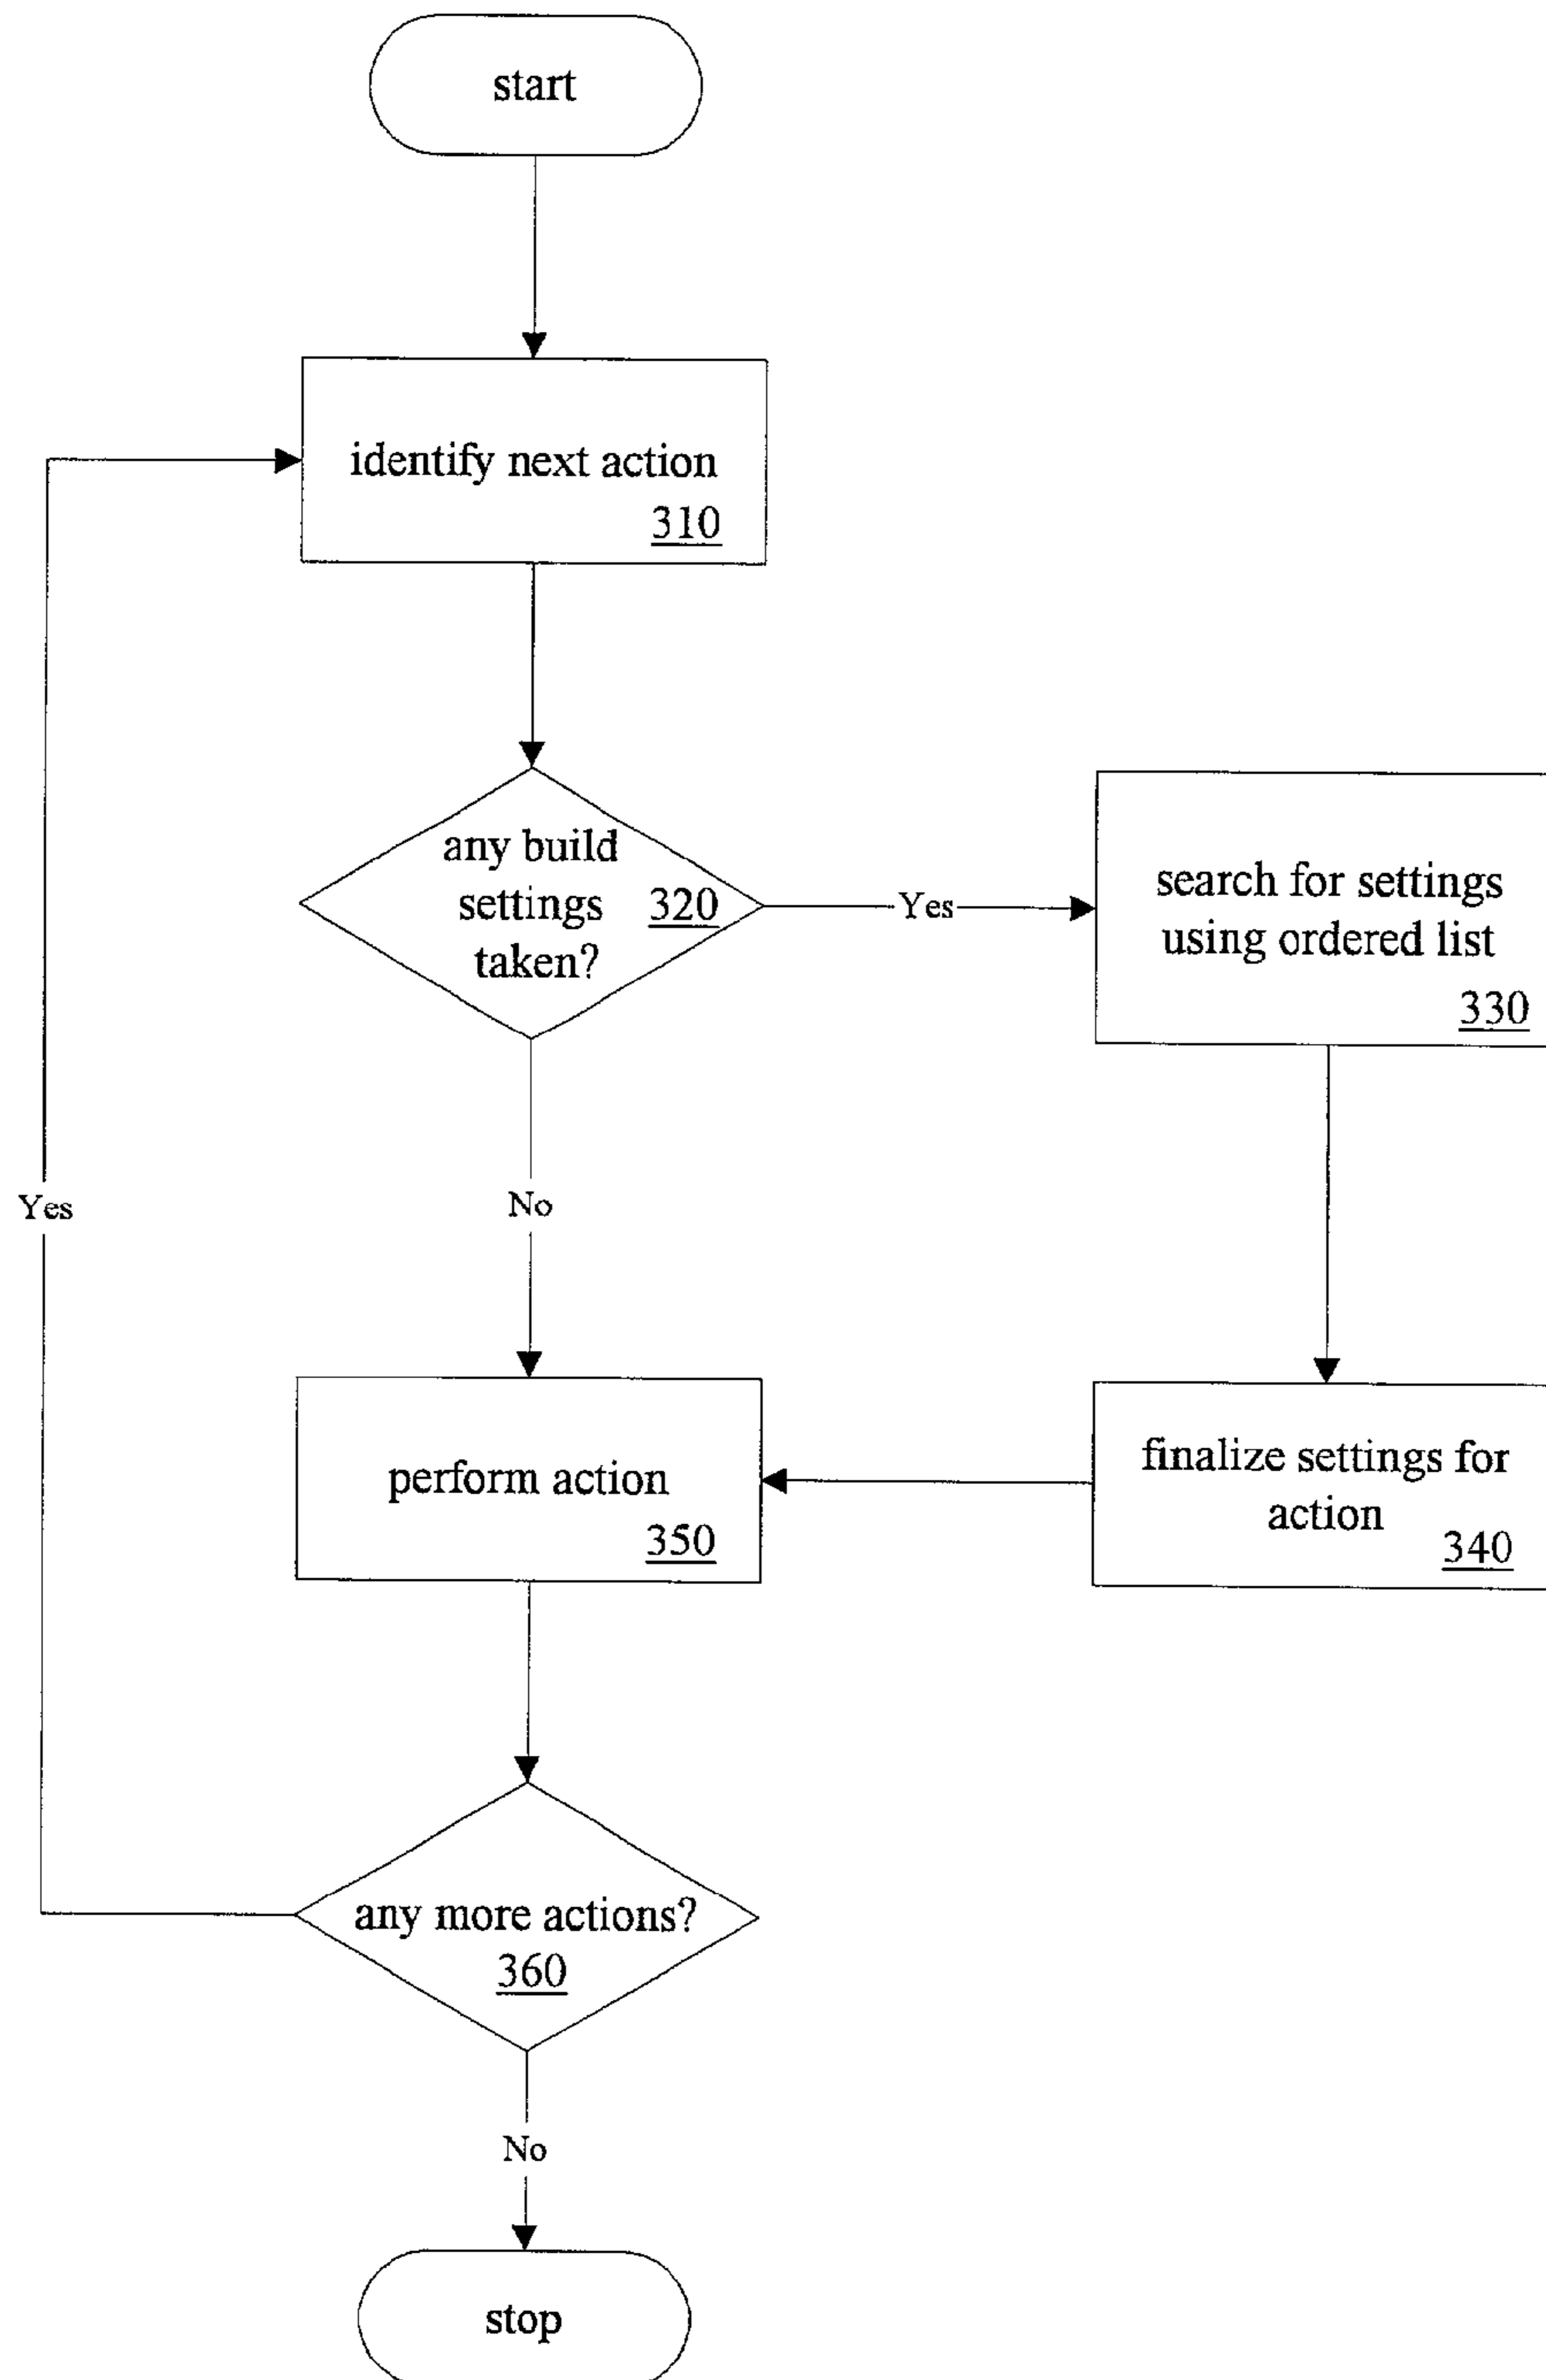 start
identify next action
310
any build
settings 320
taken?
Yes
search for settings
using ordered list
330
Yes
No
perform action
350
finalize settings for
action
340
any more actions?
360
No
stop